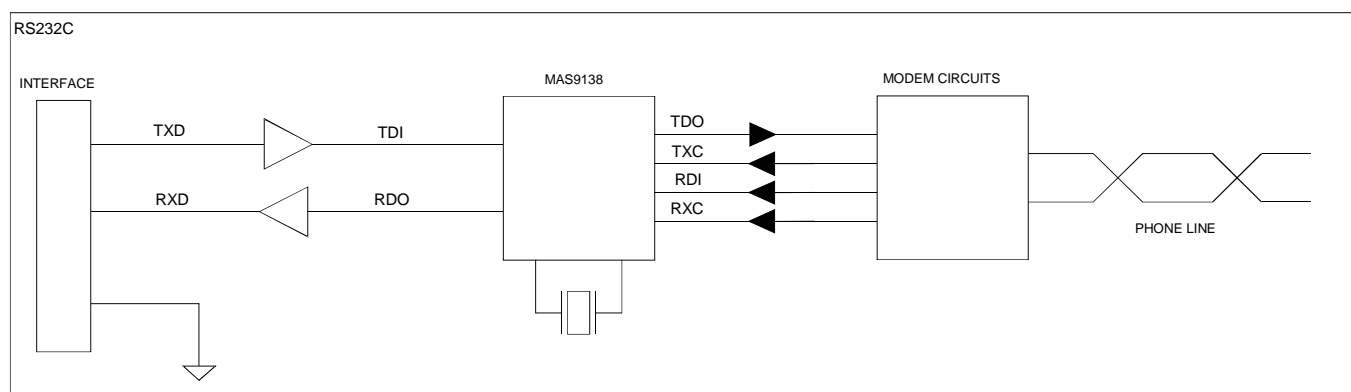 RS232C
INTERFACE
MAS9138
MODEM CIRCUITS
TXD
TDI
TDO
TXC
RDI
RXC
RXD
RDO
PHONE LINE